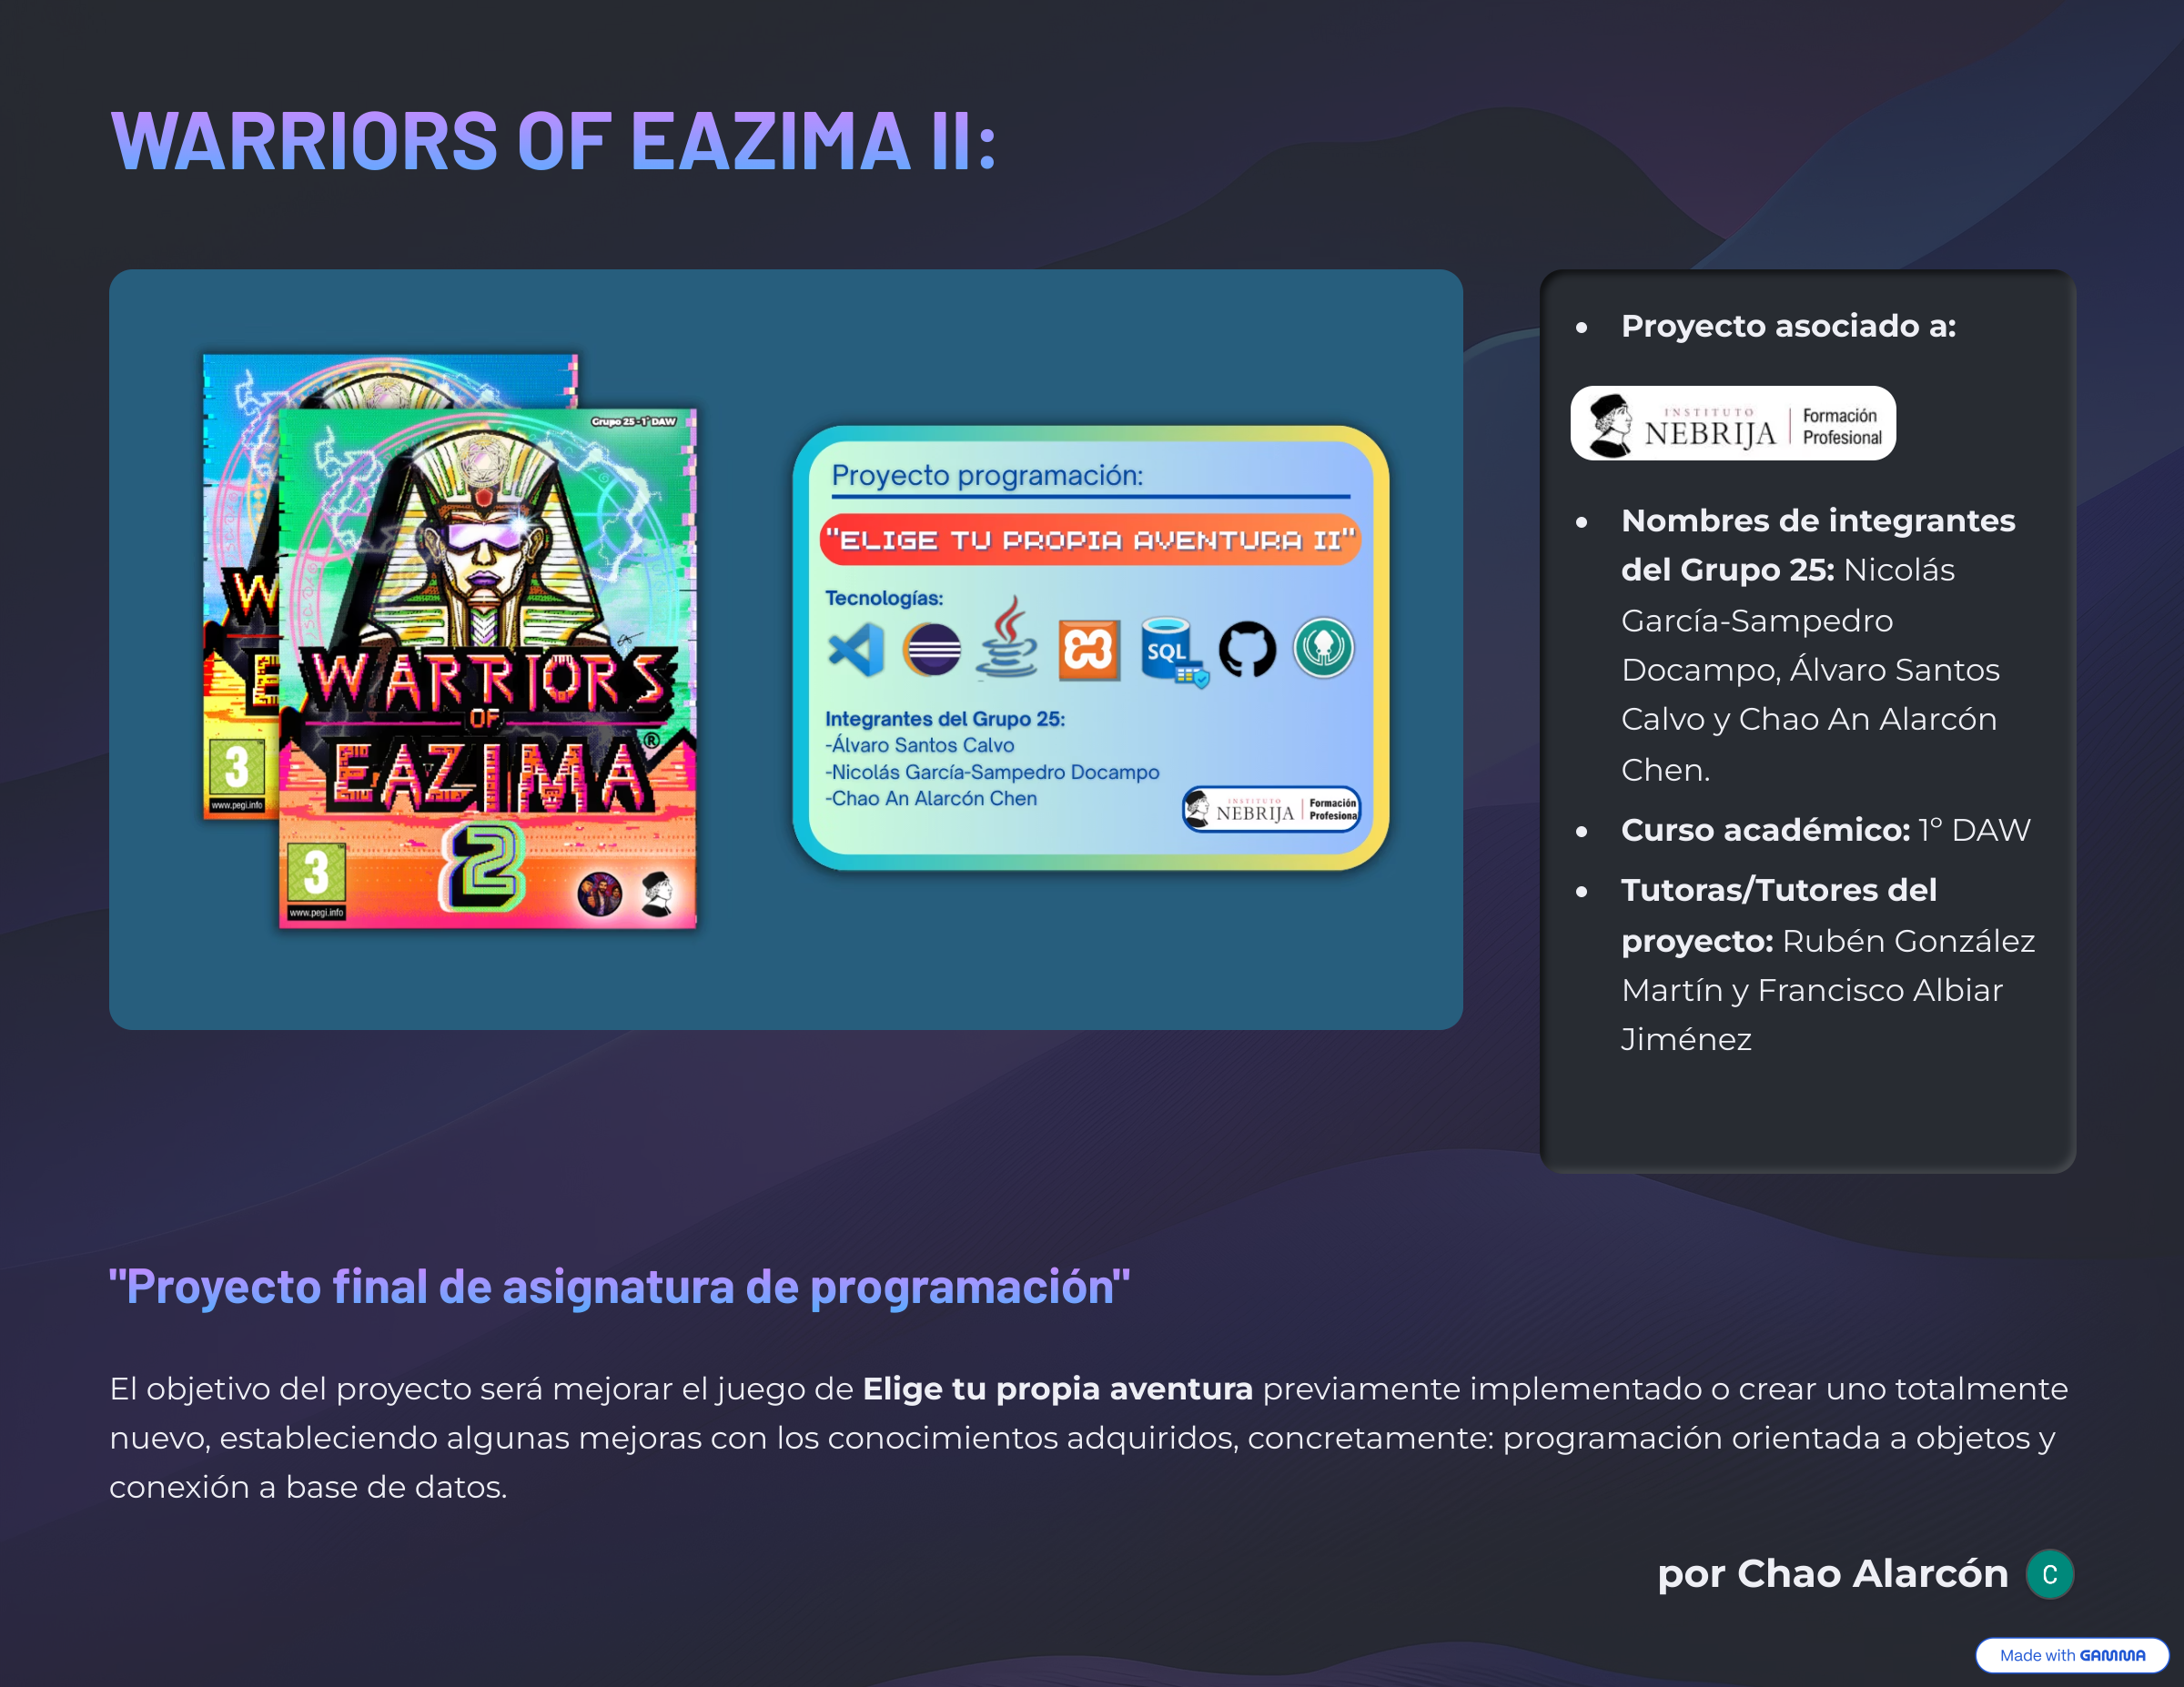 WARRIORS OF EAZIMA II:
Grupo 25 - 1º DAW
WARRIORS
OF
EAZIMA®
2
3
www.pegi.info
W
E
3
www.pegi.info
Proyecto programación:
"ELIGE TU PROPIA AVENTURA II"
Tecnologías:
SQL
Integrantes del Grupo 25:
-Álvaro Santos Calvo
-Nicolás García-Sampedro Docampo
-Chao An Alarcón Chen
INSTITUTO
NEBRIJA
Formación
Profesiona
• Proyecto asociado a:
INSTITUTO
NEBRIJA
Formación
Profesional
• Nombres de integrantes
del Grupo 25: Nicolás
García-Sampedro
Docampo, Álvaro Santos
Calvo y Chao An Alarcón
Chen.
• Curso académico: 1º DAW
• Tutoras/Tutores del
proyecto: Rubén González
Martín y Francisco Albiar
Jiménez
"Proyecto final de asignatura de programación"
El objetivo del proyecto será mejorar el juego de Elige tu propia aventura previamente implementado o crear uno totalmente
nuevo, estableciendo algunas mejoras con los conocimientos adquiridos, concretamente: programación orientada a objetos y
conexión a base de datos.
por Chao Alarcón
C
Made with GAMMA